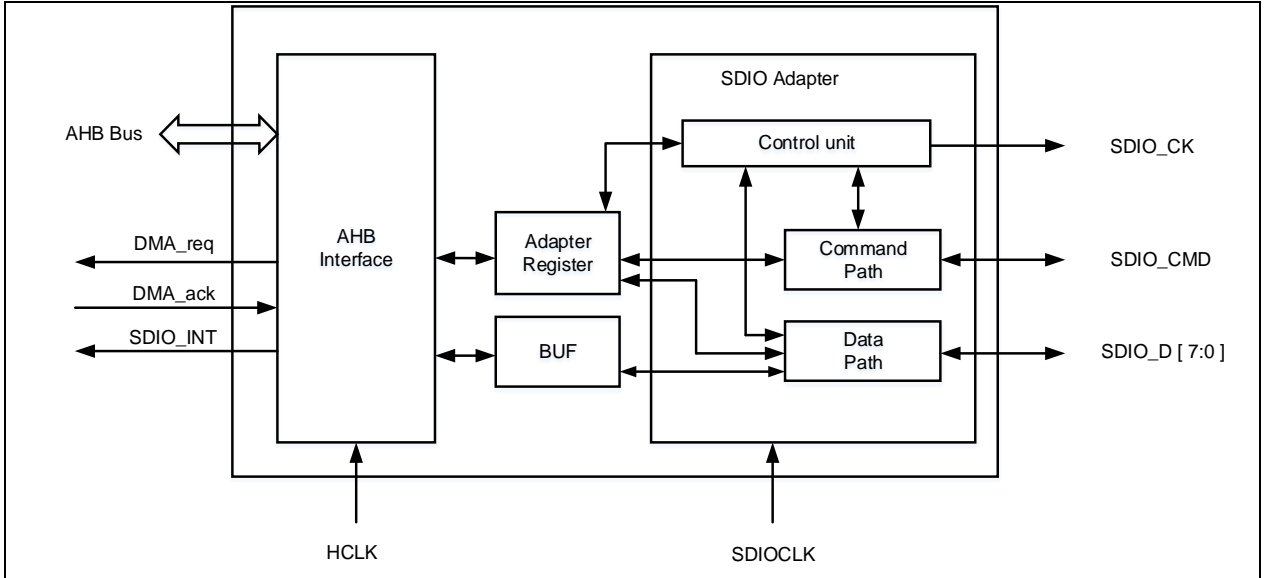 SDIO Adapter
AHB Bus
Control unit
SDIO_CK
DMA_req
AHB
Interface
Adapter
Register
Command
Path
SDIO_CMD
DMA_ack
SDIO_INT
BUF
Data
Path
SDIO_D [ 7:0 ]
HCLK
SDIOCLK